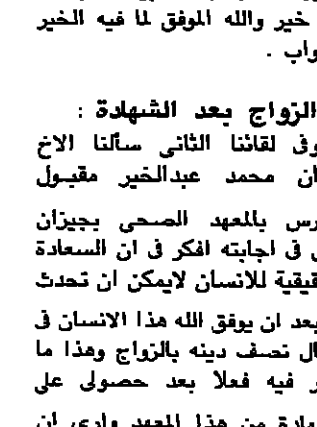 خير والله الموفق لما فيه الخير
واب .
الزواج بعد الشهادة :
وفى لقائنا الثانى سألنا الاخ
ان محمد عبدالخير مقبول
رس بالمعهد الصحى بجيزان
ل فى اجابته افكر فى ان السعادة
قيقية للانسان لايمكن ان تحدث
بعد ان يوفق الله هذا الانسان فى
ال نصف دينه بالزواج وهذا ما
ر فيه فعلا بعد حصولى على
هادة من هذا المعهد وارى ان